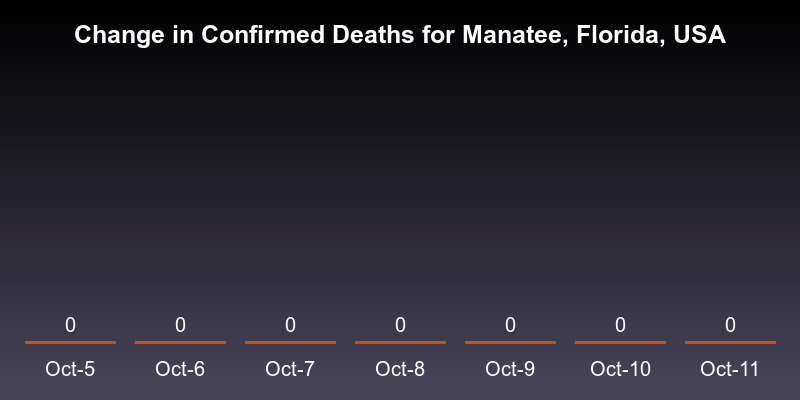 Change in Confirmed Deaths for Manatee, Florida, USA
0 0 0 0 0 0 0
Oct-5 Oct-6 Oct-7 Oct-8 Oct-9 Oct-10 Oct-11